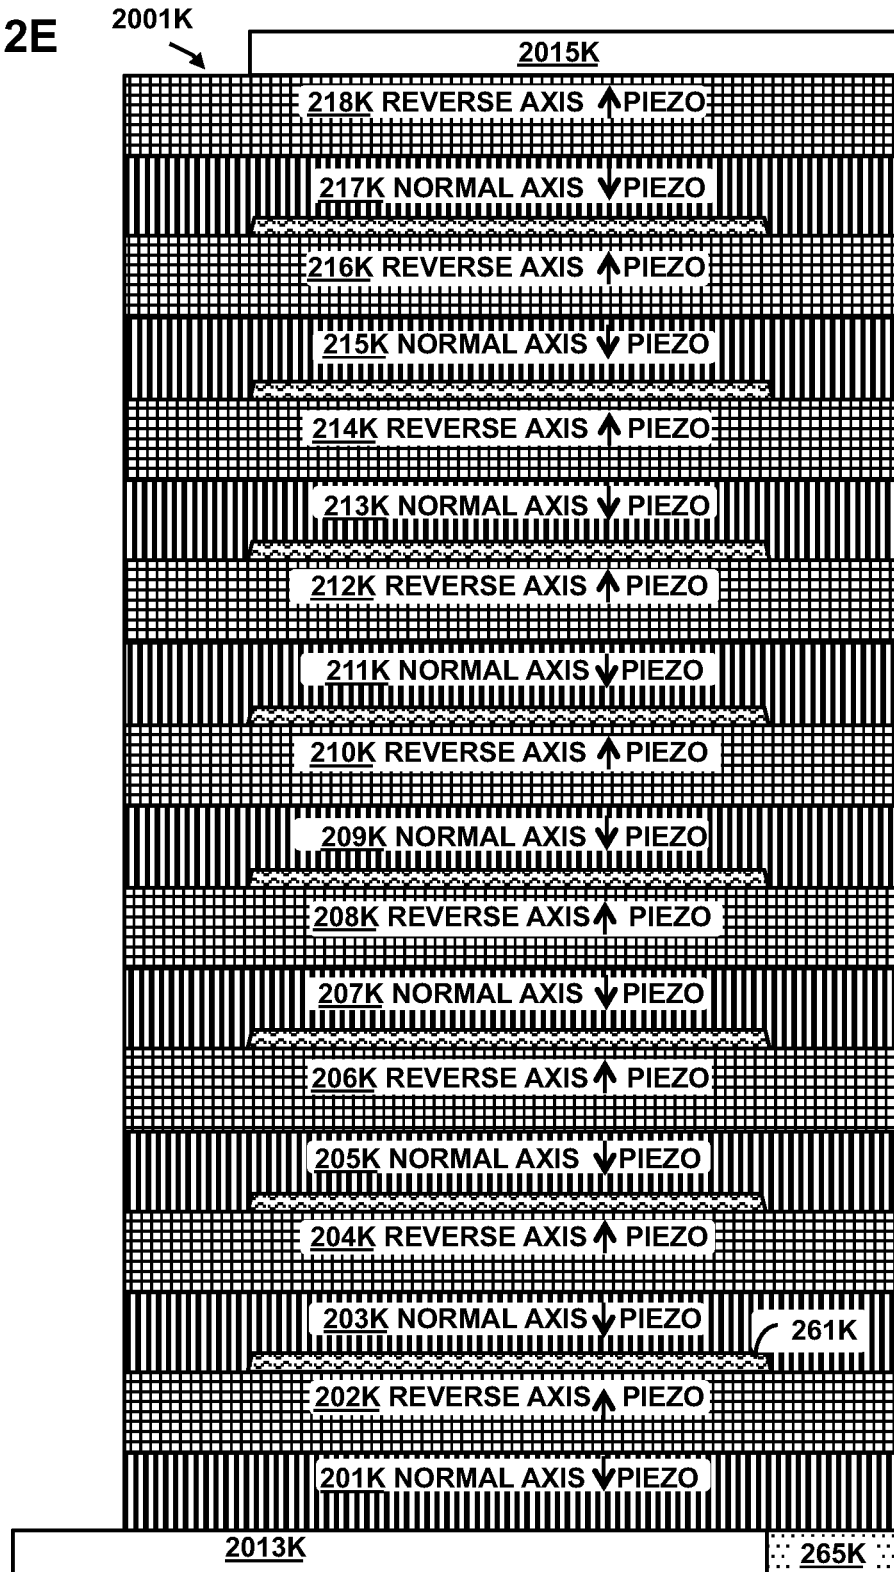 2E
2001K
2015K
218K REVERSE AXIS PIEZO
217K NORMAL AXIS PIEZO
216K REVERSE AXIS PIEZO
215K NORMAL AXIS PIEZO
214K REVERSE AXIS PIEZO
213K NORMAL AXIS PIEZO
212K REVERSE AXIS PIEZO
211K NORMAL AXIS PIEZO
210K REVERSE AXIS PIEZO
209K NORMAL AXIS PIEZO
208K REVERSE AXIS PIEZO
207K NORMAL AXIS PIEZO
206K REVERSE AXIS PIEZO
205K NORMAL AXIS PIEZO
204K REVERSE AXIS PIEZO
203K NORMAL AXIS PIEZO
261K
202K REVERSE AXIS PIEZO
201K NORMAL AXIS PIEZO
2013K
265K